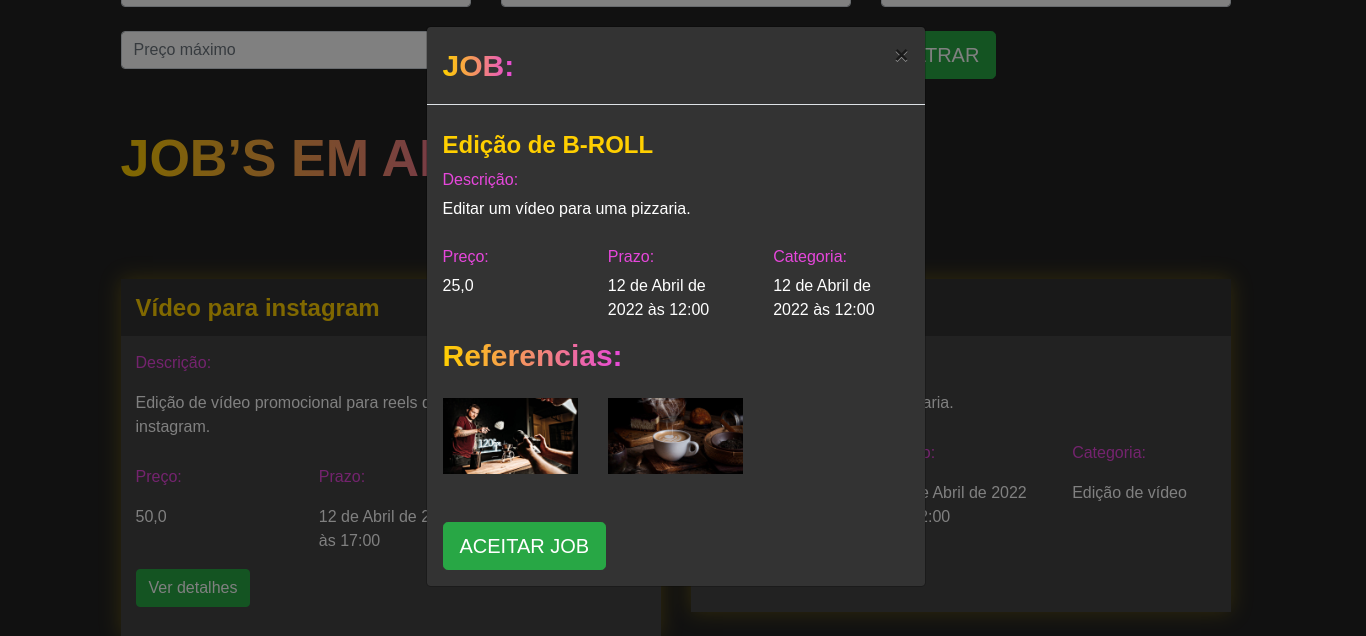 Preço máximo
TRAR
JOB’S EM A
JOB:
×
Edição de B-ROLL
Descrição:
Editar um vídeo para uma pizzaria.
Preço:
Prazo:
Categoria:
25,0
12 de Abril de
2022 às 12:00
12 de Abril de
2022 às 12:00
Referencias:
120
ACEITAR JOB
Vídeo para instagram
Descrição:
Edição de vídeo promocional para reels
instagram.
Preço:
Prazo:
50,0
12 de Abril de 2
às 17:00
Ver detalhes
aria.
o:
Categoria:
e Abril de 2022
2:00
Edição de vídeo